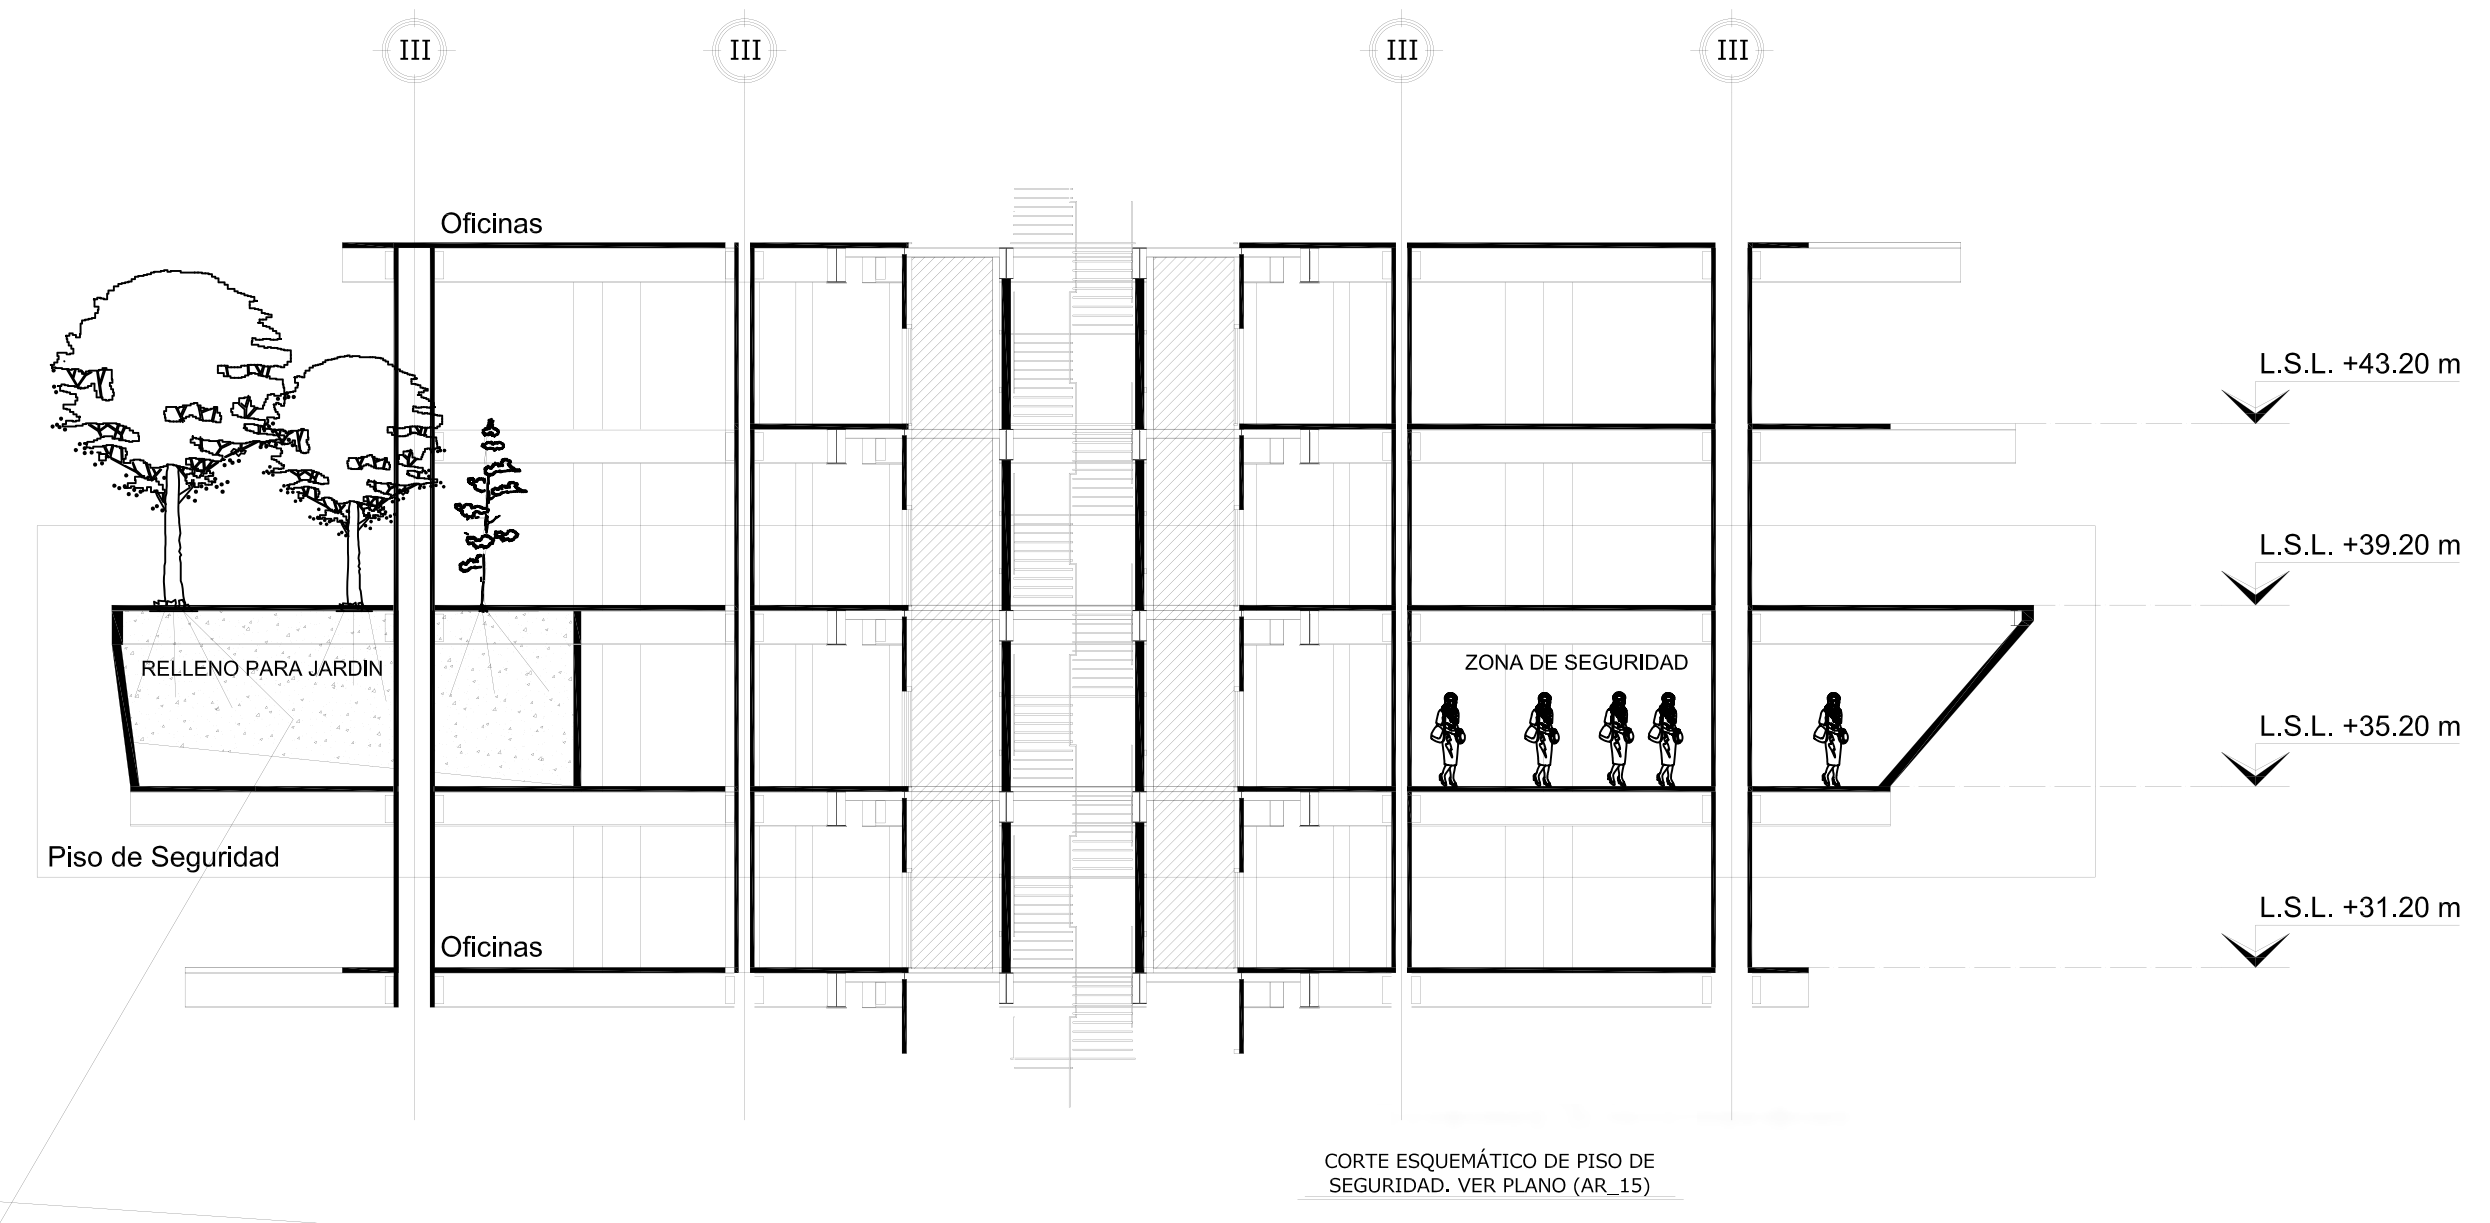 III
III
III
III
Oficinas
L.S.L. +43.20 m
L.S.L. +39.20 m
RELLENO PARA JARDIN
ZONA DE SEGURIDAD
L.S.L. +35.20 m
Piso de Seguridad
L.S.L. +31.20 m
Oficinas
CORTE ESQUEMÁTICO DE PISO DE
SEGURIDAD. VER PLANO (AR_15)